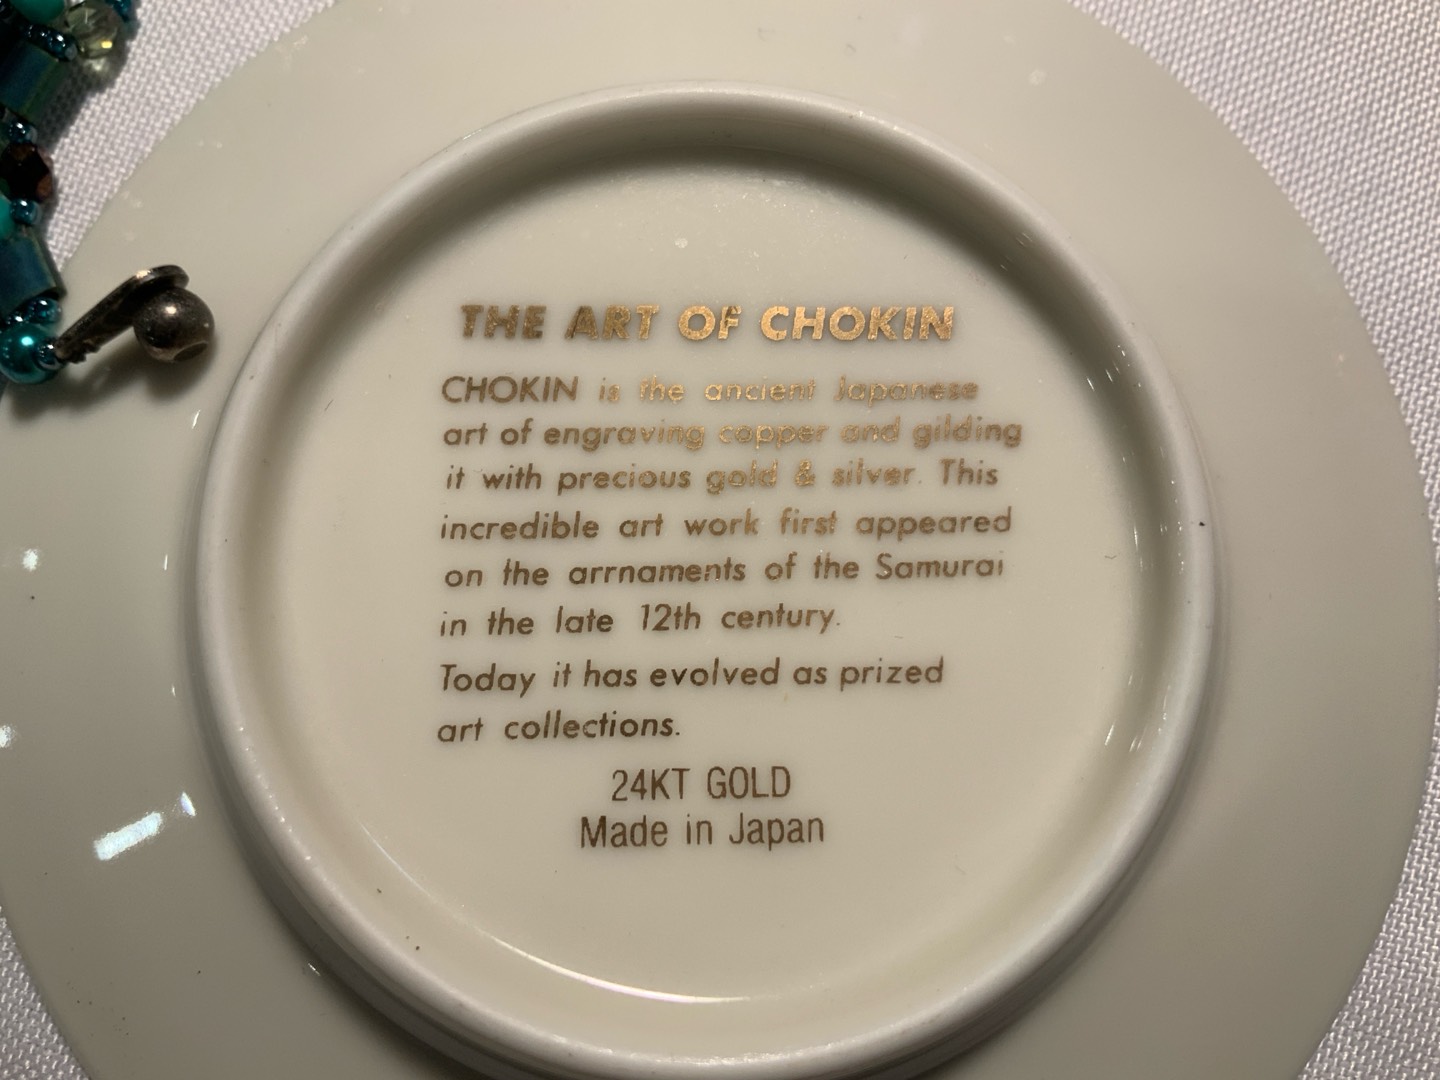 THE ART OF CHOKIN
CHOKIN is the ancient Japanese
art of engraving copper and gilding
it with precious gold & silver. This
incredible art work first appeared
on the arrnaments of the Samurai
in the late 12th century.
Today it has evolved as prized
art collections.
24KT GOLD
Made in Japan